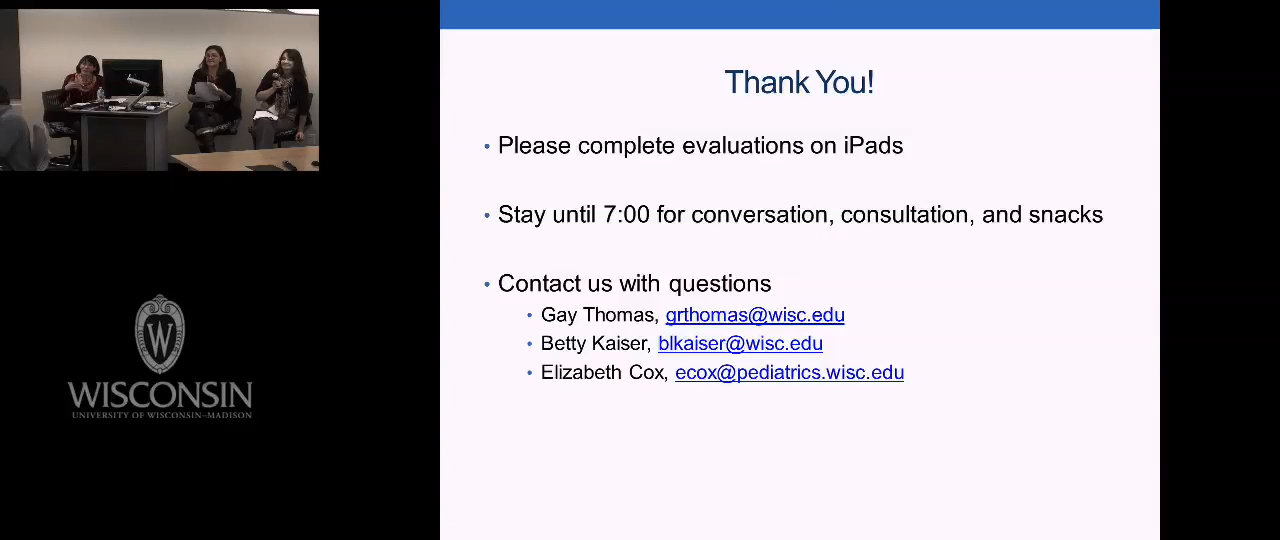 Thank You!
• Please complete evaluations on iPads
• Stay until 7:00 for conversation, consultation, and snacks
• Contact us with questions
• Gay Thomas, grthomas@wisc.edu
• Betty Kaiser, blkaiser@wisc.edu
• Elizabeth Cox, ecox@pediatrics.wisc.edu
W
WISCONSIN
UNIVERSITY OF WISCONSIN–MADISON